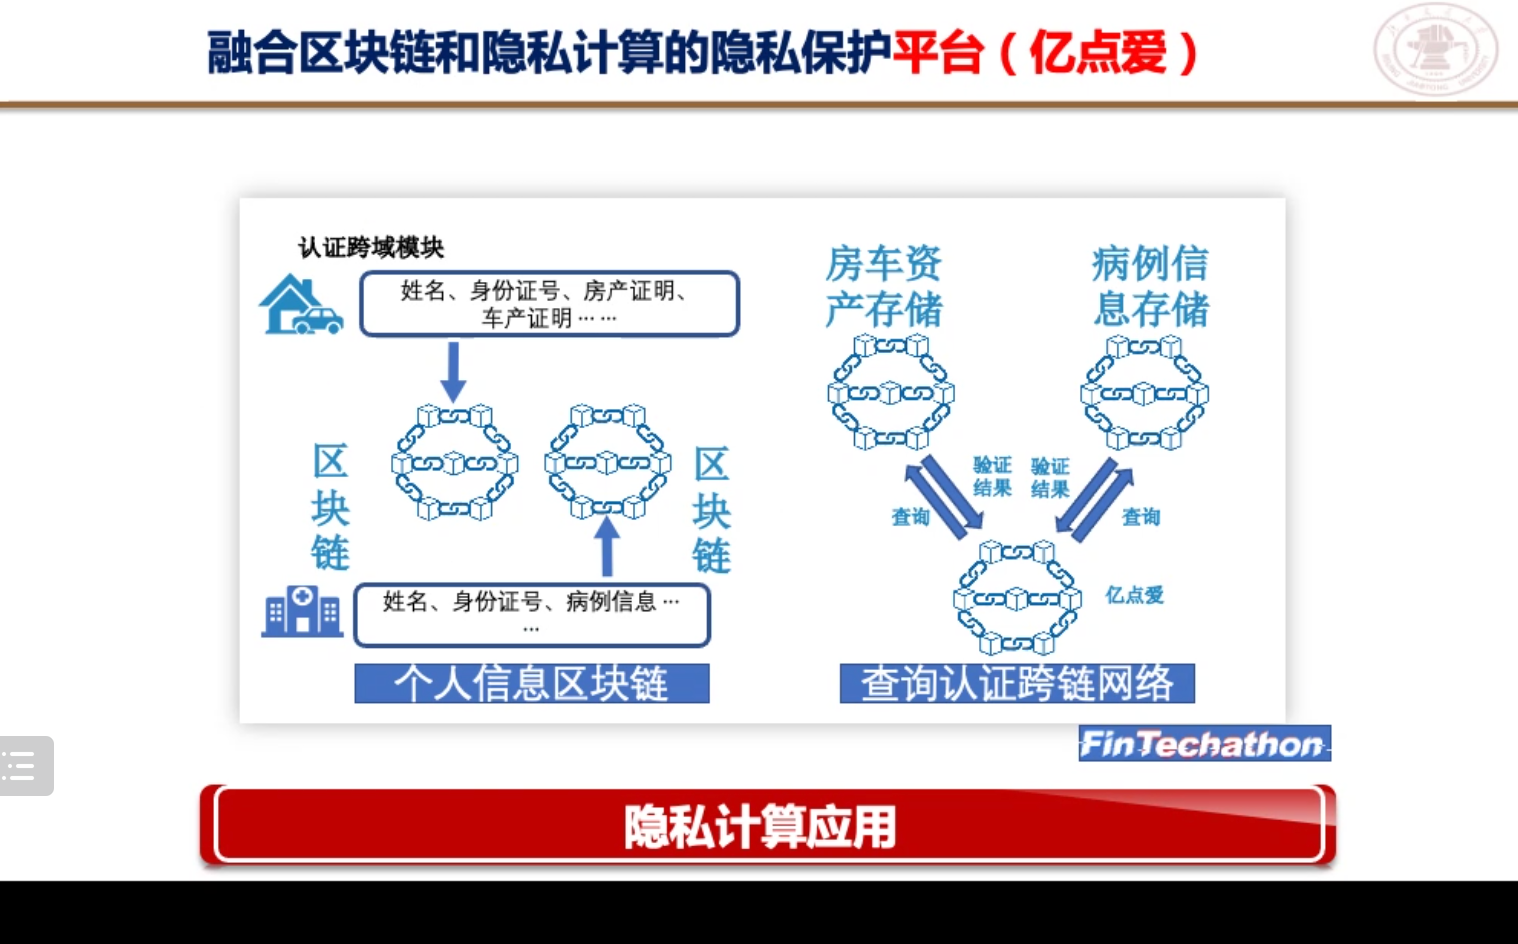 融合区块链和隐私计算的隐私保护平台（亿点爱）
认证跨域模块
姓名、身份证号、房产证明、
车产证明… …
区
块
链
区
块
链
姓名、身份证号、病例信息…
…
个人信息区块链
房车资
产存储
病例信
息存储
验证
结果
验证
结果
查询
查询
亿点爱
查询认证跨链网络
FinTechathon
隐私计算应用